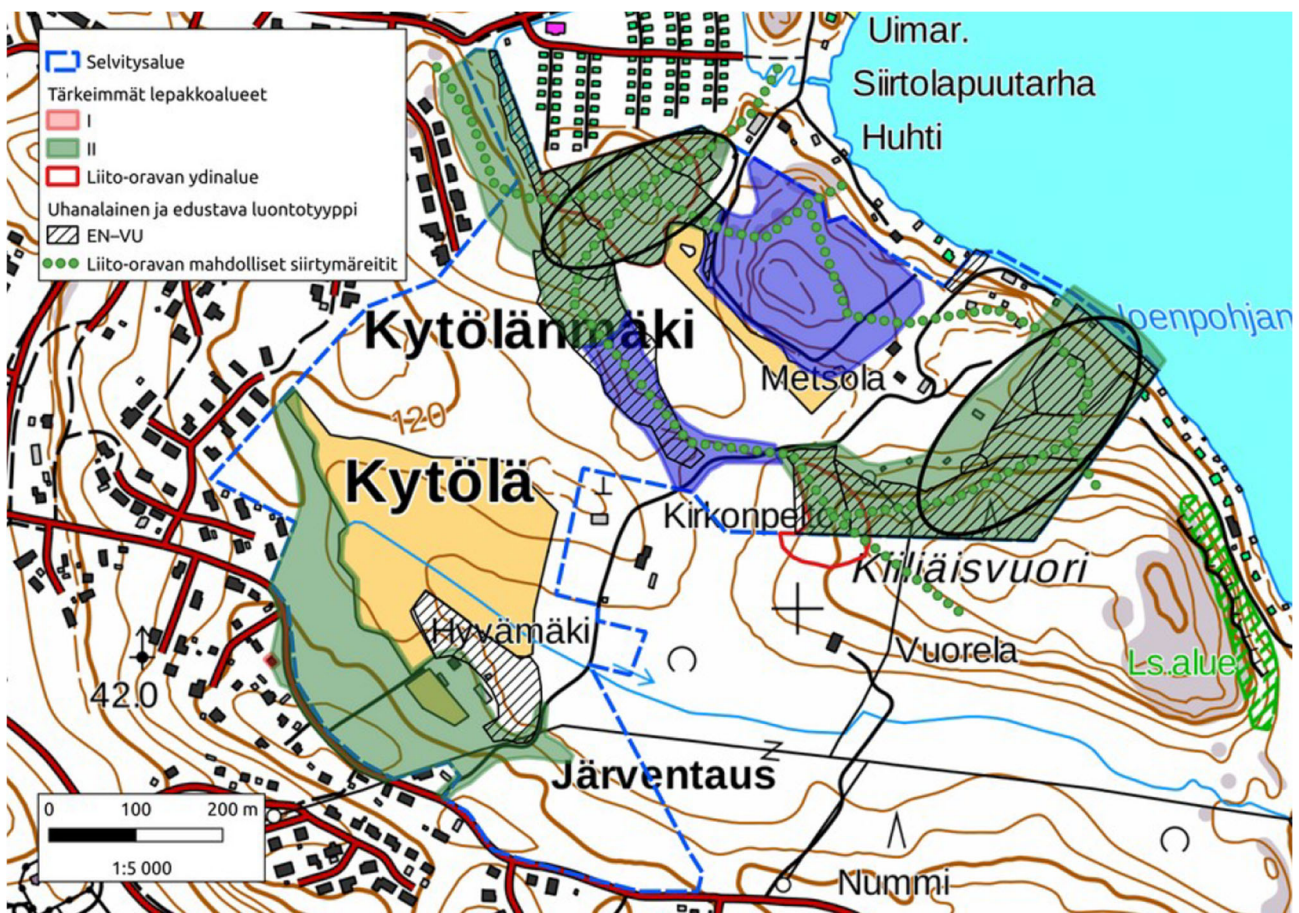 Selvitysalue
Tärkeimmät lepakkoalueet
I
II
Liito-oravan ydinalue
Uhanalainen ja edustava luontotyyppi
EN–VU
Liito-oravan mahdolliset siirtymäreitit
Uimar.
Siirtolapuutarha
Huhti
Kytölänmäki
Metsola
120
Kytölä
Kirkonpelto
Kiiliäisvuori
Hyvämäki
Vuorela
Ls.alue
42.0
Järventaus
Z
Nummi
0 100 200 m
1:5 000